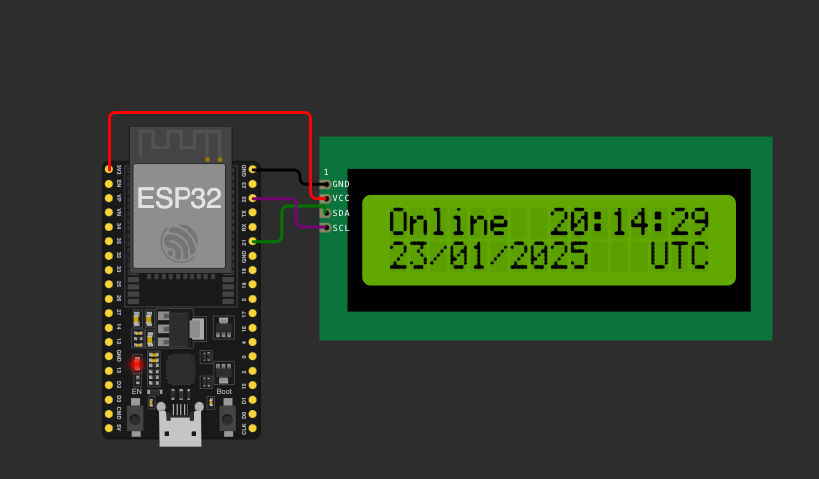 ESP32
3V3
EN
VP
VN
34
35
32
33
25
26
27
14
12
GND
13
D2
D3
CMD
5V
GND
23
22
TX
RX
21
GND
19
18
5
17
16
4
0
2
15
D1
D0
CLK
EN
Boot
1
GND
VCC
SDA
SCL
Online 20:14:29
23/01/2025 UTC